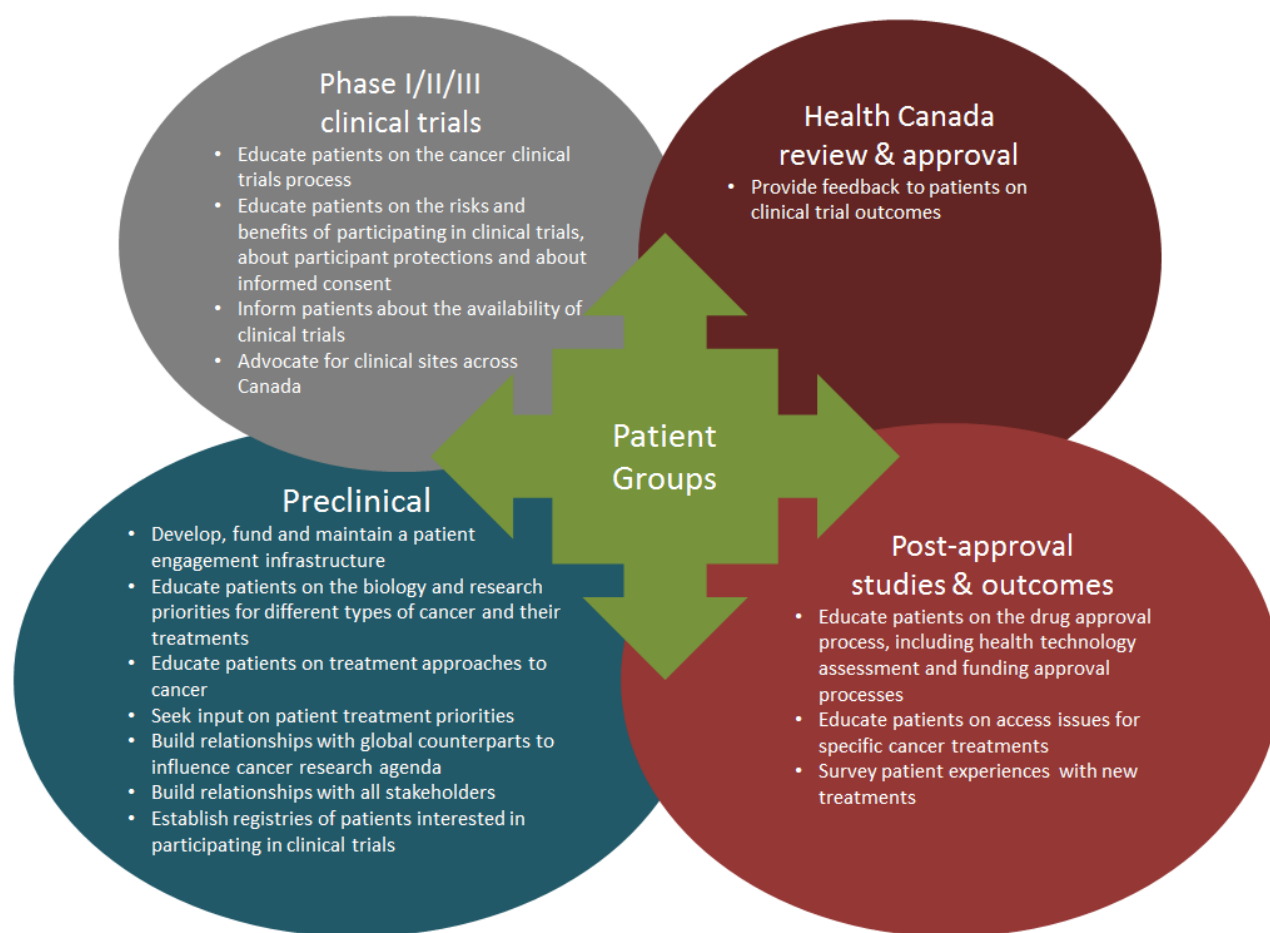 Phase I/II/III
clinical trials
• Educate patients on the cancer clinical
trials process
• Educate patients on the risks and
benefits of participating in clinical trials,
about participant protections and about
informed consent
• Inform patients about the availability of
clinical trials
• Advocate for clinical sites across
Canada
Health Canada
review & approval
• Provide feedback to patients on
clinical trial outcomes
Patient
Groups
Preclinical
• Develop, fund and maintain a patient
engagement infrastructure
• Educate patients on the biology and research
priorities for different types of cancer and their
treatments
• Educate patients on treatment approaches to
cancer
• Seek input on patient treatment priorities
• Build relationships with global counterparts to
influence cancer research agenda
• Build relationships with all stakeholders
• Establish registries of patients interested in
participating in clinical trials
Post-approval
studies & outcomes
• Educate patients on the drug approval
process, including health technology
assessment and funding approval
processes
• Educate patients on access issues for
specific cancer treatments
• Survey patient experiences with new
treatments